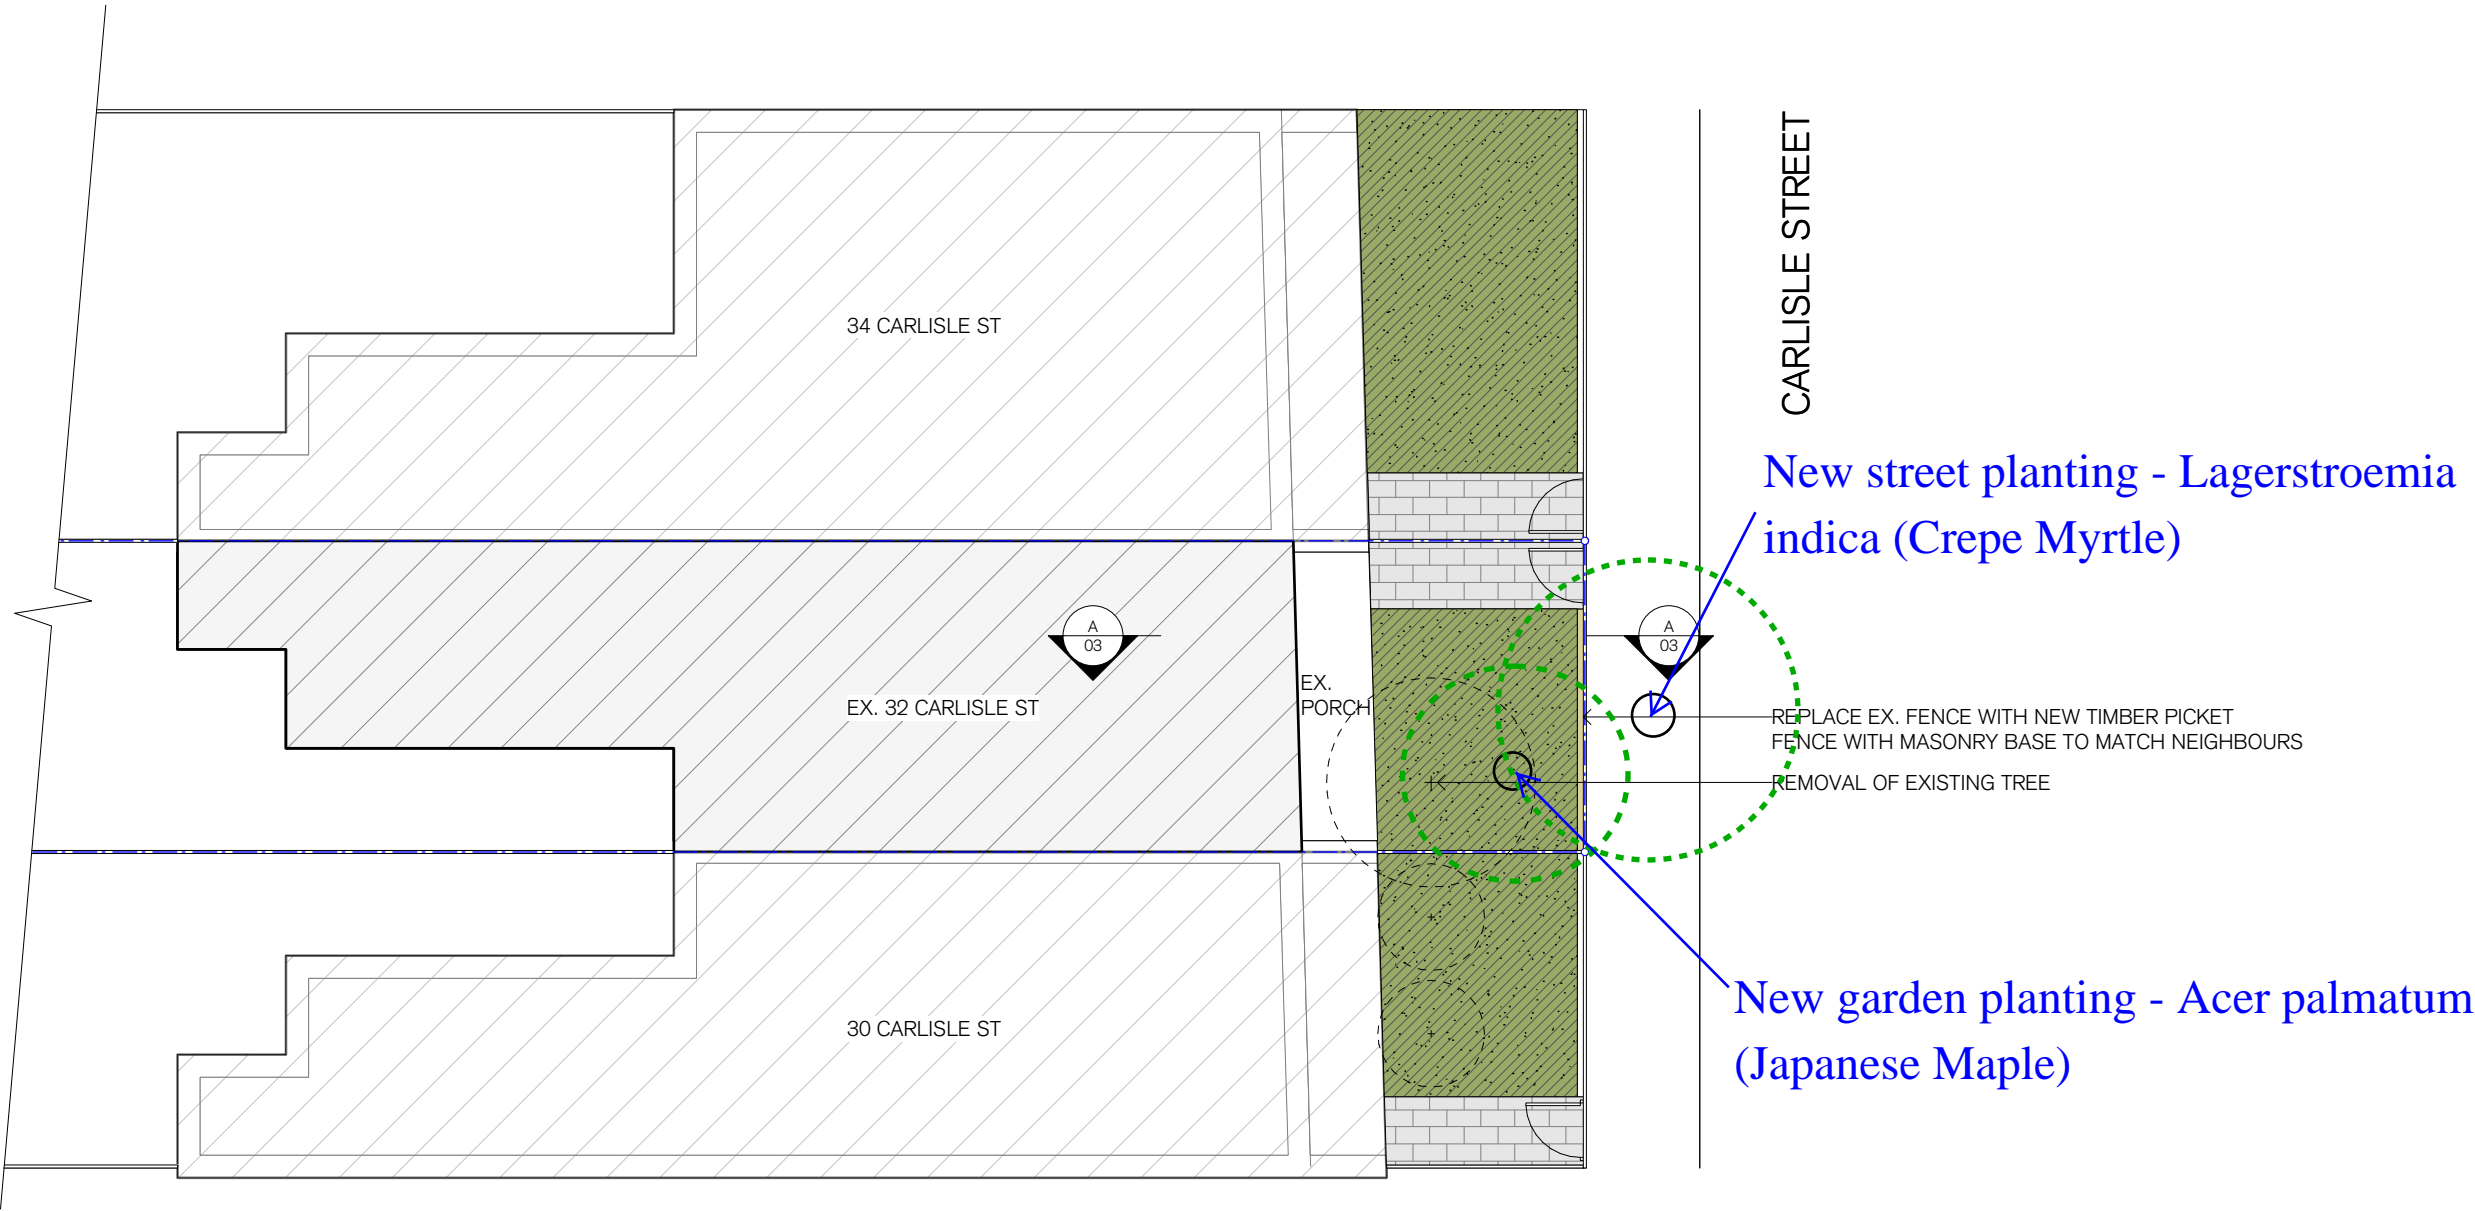 CARLISLE STREET
34 CARLISLE ST
New street planting - Lagerstroemia
indica (Crepe Myrtle)
A
03
A
03
EX.
PORCH
EX. 32 CARLISLE ST
REPLACE EX. FENCE WITH NEW TIMBER PICKET
FENCE WITH MASONRY BASE TO MATCH NEIGHBOURS
REMOVAL OF EXISTING TREE
New garden planting - Acer palmatum
(Japanese Maple)
30 CARLISLE ST